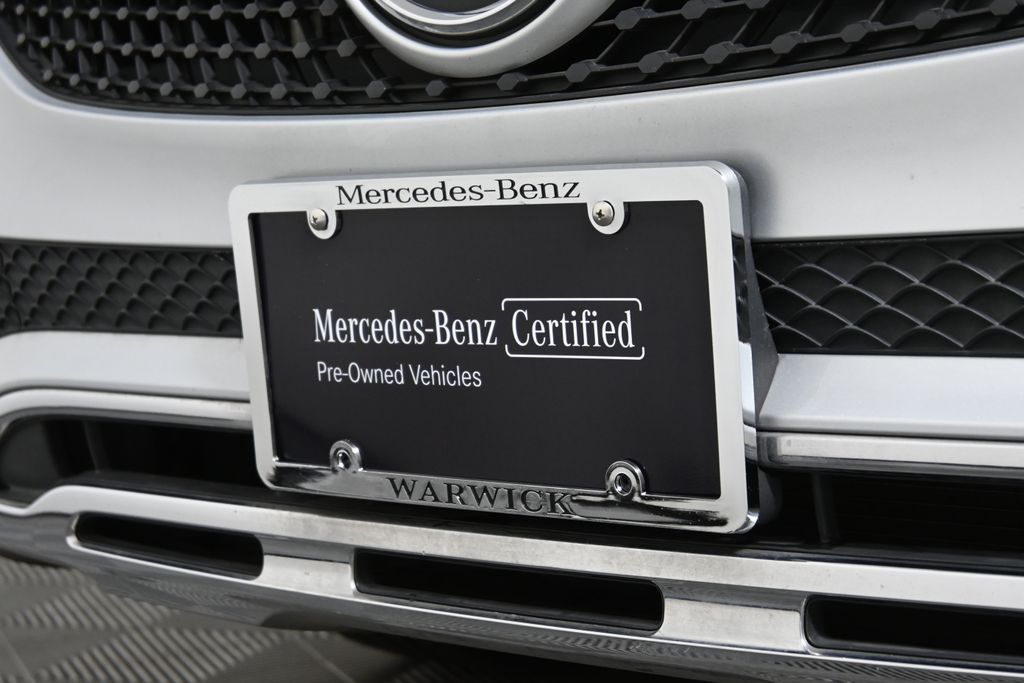 Mercedes-Benz
Mercedes-Benz Certified
Pre-Owned Vehicles
WARWICK